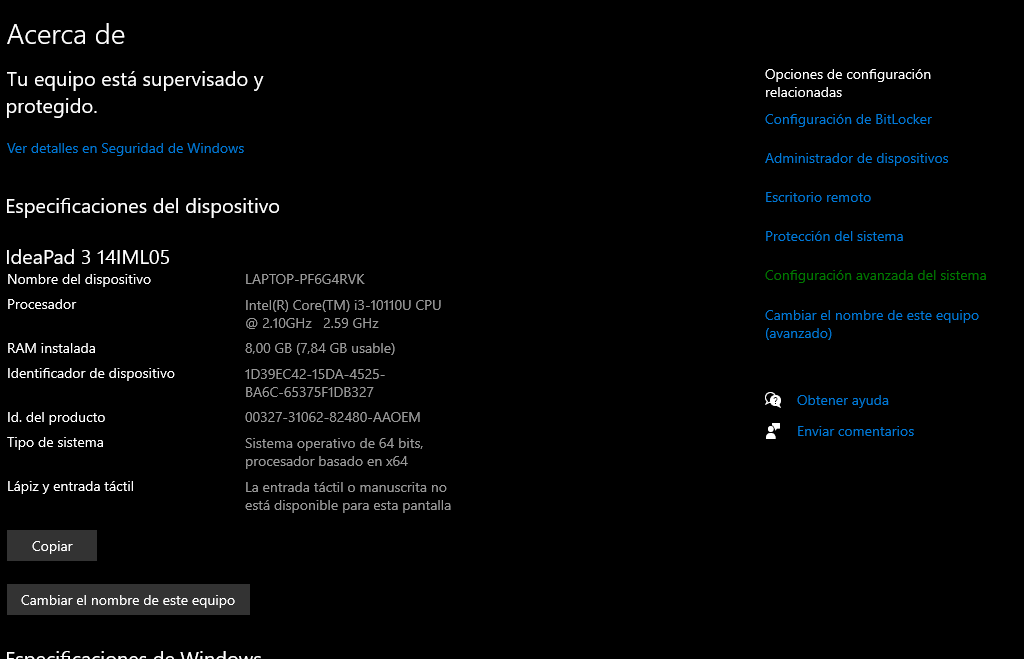 Acerca de
Tu equipo está supervisado y
protegido.
Ver detalles en Seguridad de Windows
Especificaciones del dispositivo
IdeaPad 3 14IML05
Nombre del dispositivo LAPTOP-PF6G4RVK
Procesador Intel(R) Core(TM) i3-10110U CPU
@ 2.10GHz 2.59 GHz
RAM instalada 8,00 GB (7,84 GB usable)
Identificador de dispositivo 1D39EC42-15DA-4525-
BA6C-65375F1DB327
Id. del producto 00327-31062-82480-AAOEM
Tipo de sistema Sistema operativo de 64 bits,
procesador basado en x64
Lápiz y entrada táctil La entrada táctil o manuscrita no
está disponible para esta pantalla
Copiar
Cambiar el nombre de este equipo
Especificaciones de Windows
Opciones de configuración
relacionadas
Configuración de BitLocker
Administrador de dispositivos
Escritorio remoto
Protección del sistema
Configuración avanzada del sistema
Cambiar el nombre de este equipo
(avanzado)
Obtener ayuda
Enviar comentarios